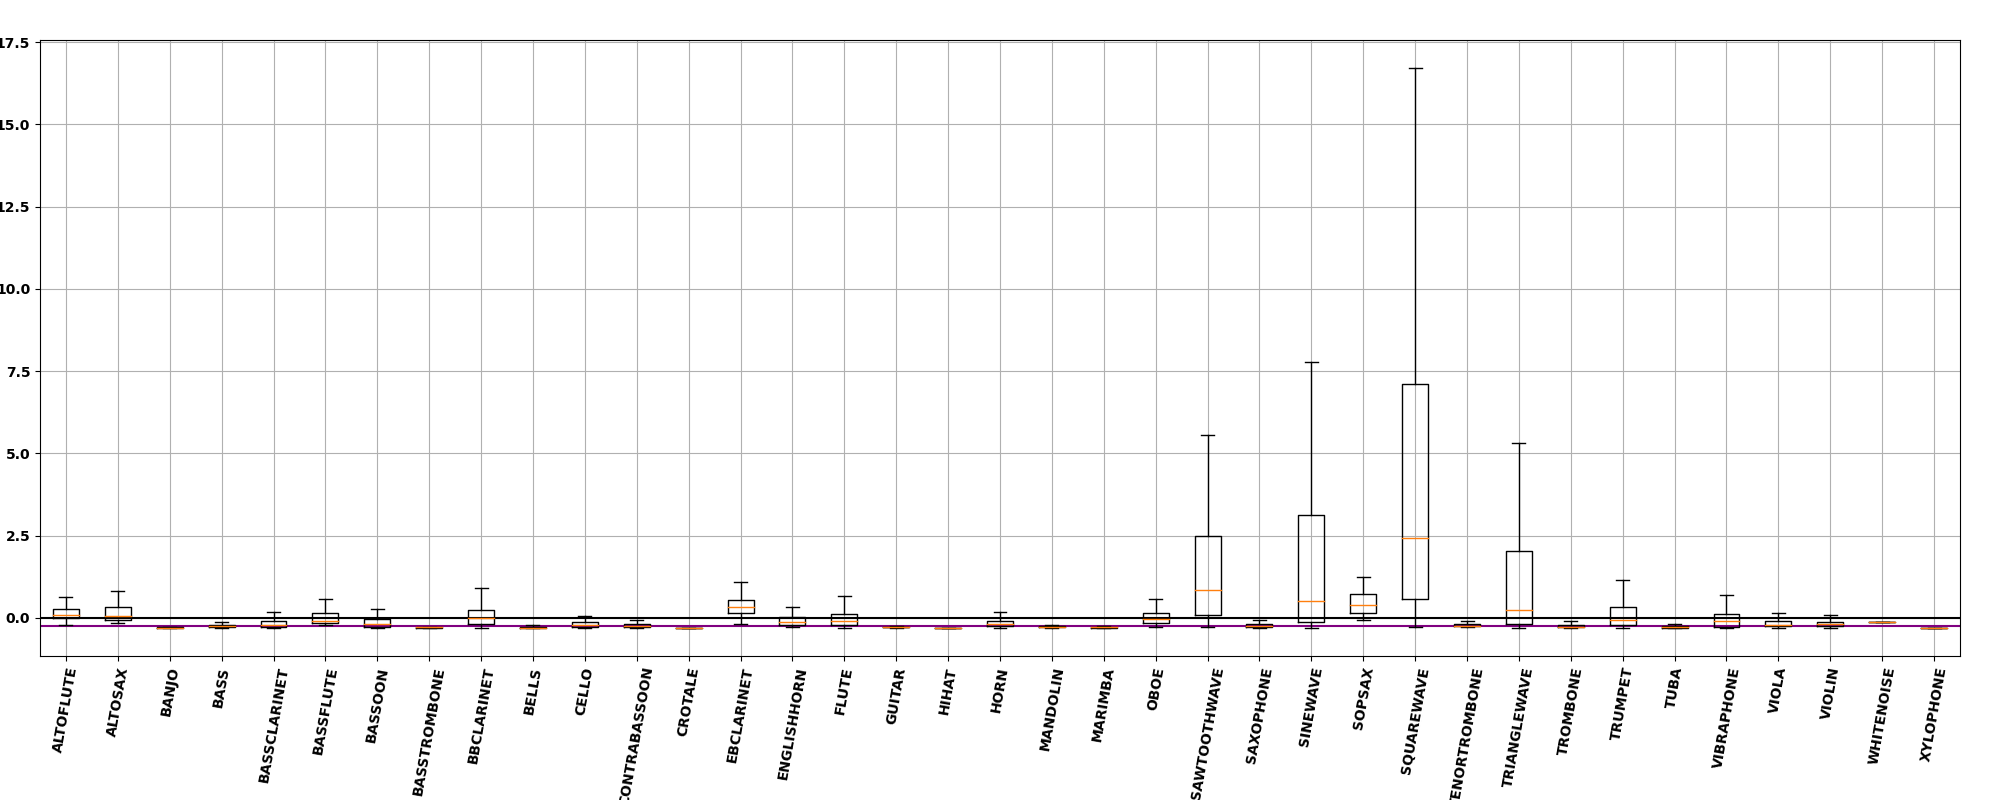 17.5
15.0
12.5
10.0
7.5
5.0
2.5
0.0
ALTOFLUTE
ALTOSAX
BANJO
BASS
BASSCLARINET
BASSFLUTE
BASSOON
BASSTROMBONE
BBCLARINET
BELLS
CELLO
CONTRABASSOON
CROTALE
EBCLARINET
ENGLISHHORN
FLUTE
GUITAR
HIHAT
HORN
MANDOLIN
MARIMBA
OBOE
SAWTOOTHWAVE
SAXOPHONE
SINEWAVE
SOPSAX
SQUAREWAVE
TENORTROMBONE
TRIANGLEWAVE
TROMBONE
TRUMPET
TUBA
VIBRAPHONE
VIOLA
VIOLIN
WHITENOISE
XYLOPHONE